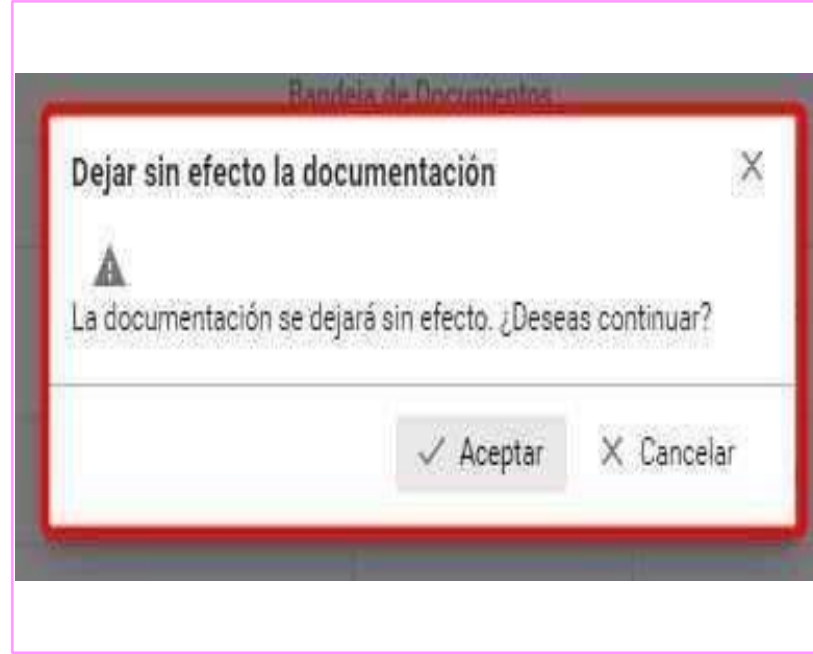 Bandeja de Documentos
Dejar sin efecto la documentación
La documentación se dejará sin efecto. ¿Deseas continuar?
Aceptar
Cancelar